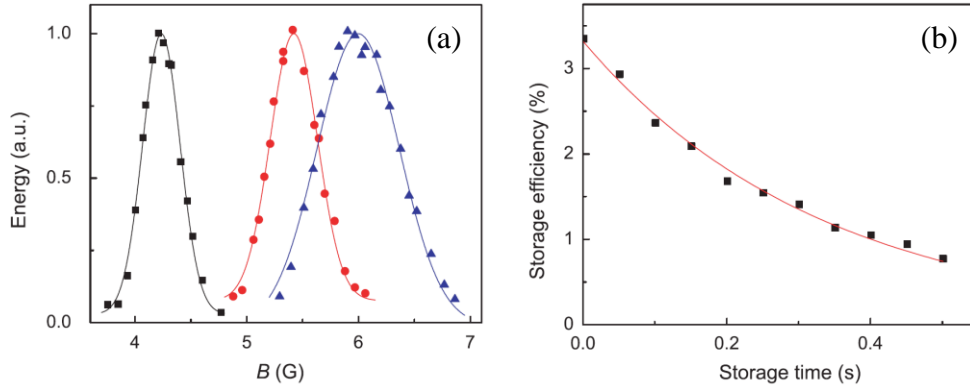 (a)
Energy (a.u.)
1.0
0.5
0.0
4
5
6
7
B (G)
(b)
Storage efficiency (%)
3
2
1
0
0.0
0.2
0.4
Storage time (s)